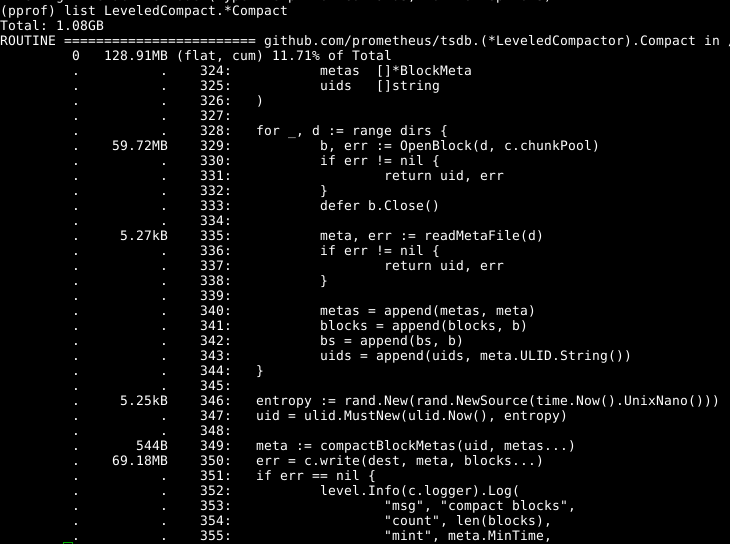 (pprof) list LeveledCompact.*Compact
Total: 1.08GB
ROUTINE ======================== github.com/prometheus/tsdb.(*LeveledCompactor).Compact in
0 128.91MB (flat, cum) 11.71% of Total
. . 324: metas []*BlockMeta
. . 325: uids []string
. . 326: )
. . 327:
. . 328: for _, d := range dirs {
. 59.72MB 329: b, err := OpenBlock(d, c.chunkPool)
. . 330: if err != nil {
. . 331: return uid, err
. . 332: }
. . 333: defer b.Close()
. . 334:
. 5.27kB 335: meta, err := readMetaFile(d)
. . 336: if err != nil {
. . 337: return uid, err
. . 338: }
. . 339:
. . 340: metas = append(metas, meta)
. . 341: blocks = append(blocks, b)
. . 342: bs = append(bs, b)
. . 343: uids = append(uids, meta.ULID.String())
. . 344: }
. . 345:
. 5.25kB 346: entropy := rand.New(rand.NewSource(time.Now().UnixNano()))
. . 347: uid = ulid.MustNew(ulid.Now(), entropy)
. . 348:
. 544B 349: meta := compactBlockMetas(uid, metas...)
. 69.18MB 350: err = c.write(dest, meta, blocks...)
. . 351: if err == nil {
. . 352: level.Info(c.logger).Log(
. . 353: "msg", "compact blocks",
. . 354: "count", len(blocks),
. . 355: "mint", meta.MinTime,